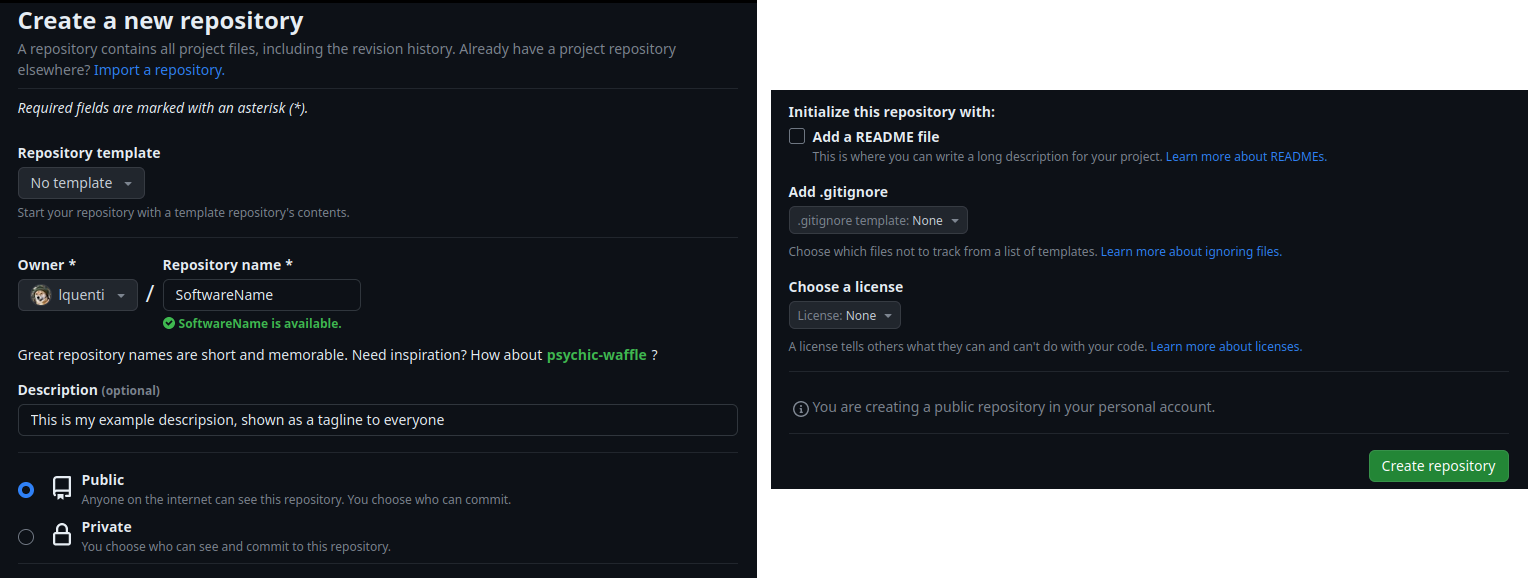 Create a new repository
A repository contains all project files, including the revision history. Already have a project repository
elsewhere? Import a repository.
Required fields are marked with an asterisk (*).
Repository template
No template
Start your repository with a template repository's contents.
Owner *
Repository name *
lquenti
/
SoftwareName
SoftwareName is available.
Great repository names are short and memorable. Need inspiration? How about psychic-waffle ?
Description (optional)
This is my example descripsion, shown as a tagline to everyone
Public
Anyone on the internet can see this repository. You choose who can commit.
Private
You choose who can see and commit to this repository.
Initialize this repository with:
Add a README file
This is where you can write a long description for your project. Learn more about READMEs.
Add .gitignore
.gitignore template: None
Choose which files not to track from a list of templates. Learn more about ignoring files.
Choose a license
License: None
A license tells others what they can and can't do with your code. Learn more about licenses.
You are creating a public repository in your personal account.
Create repository